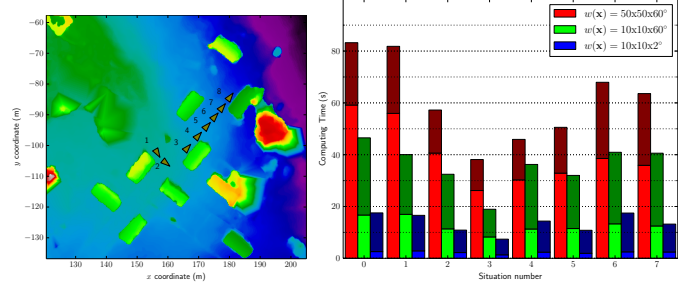 −60
−70
−80
−90
−100
−110
−120
−130
y coordinate (m)
1
2
3
4
5
6
7
8
130 140 150 160 170 180 190 200
x coordinate (m)
w(x) = 50x50x60°
w(x) = 10x10x60°
w(x) = 10x10x2°
80
60
40
20
0
Computing Time (s)
0 1 2 3 4 5 6 7
Situation number